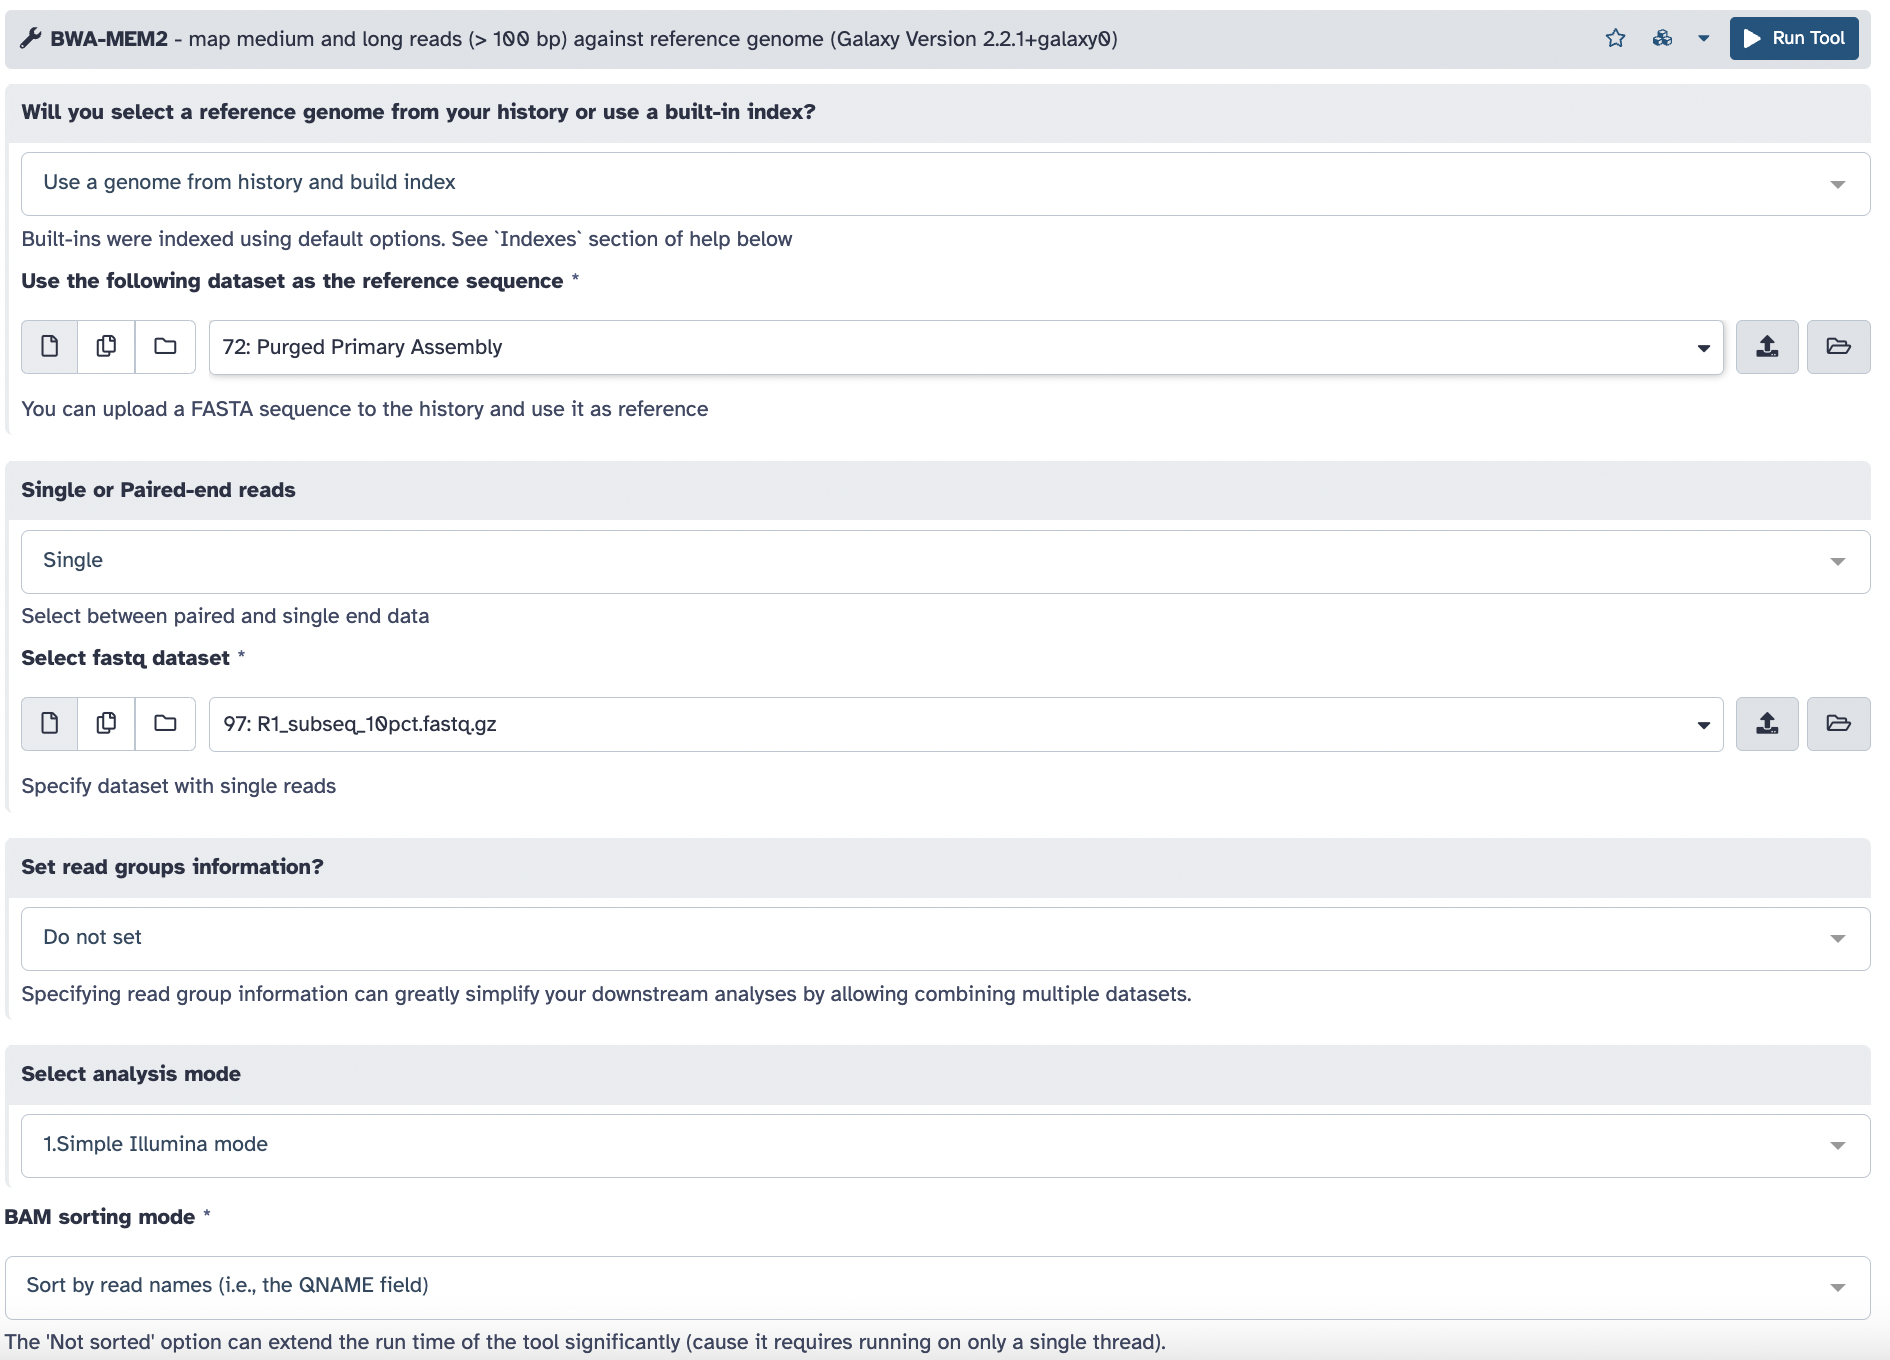 BWA-MEM2 - map medium and long reads (> 100 bp) against reference genome (Galaxy Version 2.2.1+galaxy0)
Run Tool
Will you select a reference genome from your history or use a built-in index?
Use a genome from history and build index
Built-ins were indexed using default options. See `Indexes` section of help below
Use the following dataset as the reference sequence *
72: Purged Primary Assembly
You can upload a FASTA sequence to the history and use it as reference
Single or Paired-end reads
Single
Select between paired and single end data
Select fastq dataset *
97: R1_subseq_10pct.fastq.gz
Specify dataset with single reads
Set read groups information?
Do not set
Specifying read group information can greatly simplify your downstream analyses by allowing combining multiple datasets.
Select analysis mode
1.Simple Illumina mode
BAM sorting mode *
Sort by read names (i.e., the QNAME field)
The 'Not sorted' option can extend the run time of the tool significantly (cause it requires running on only a single thread).